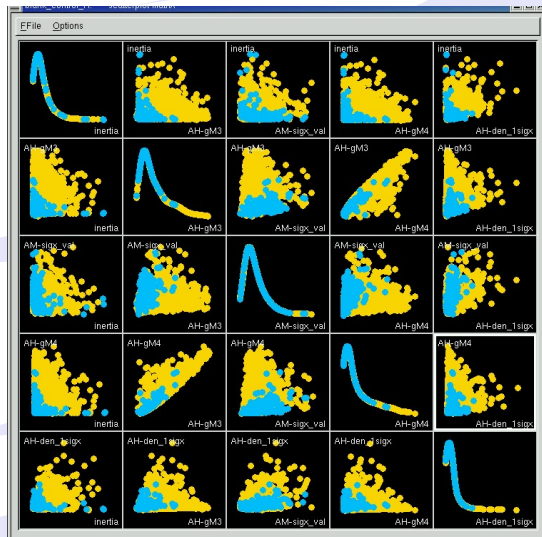 blank_control_A: scatterplot matrix
FFile Options
inertia
inertia
AH-gM3
inertia
AM-sigx_val
inertia
AH-gM4
inertia
AH-den_1sigx
AH-gM3
inertia
AH-gM3
AH-gM3
AM-sigx_val
AH-gM3
AH-gM4
AH-gM3
AH-den_1sigx
AM-sigx_val
inertia
AM-sigx_val
AH-gM3
AM-sigx_val
AM-sigx_val
AH-gM4
AM-sigx_val
AH-den_1sigx
AH-gM4
inertia
AH-gM4
AH-gM3
AH-gM4
AM-sigx_val
AH-gM4
AH-gM4
AH-den_1sigx
AH-den_1sigx
inertia
AH-den_1sigx
AH-gM3
AH-den_1sigx
AM-sigx_val
AH-den_1sigx
AH-gM4
AH-den_1sigx